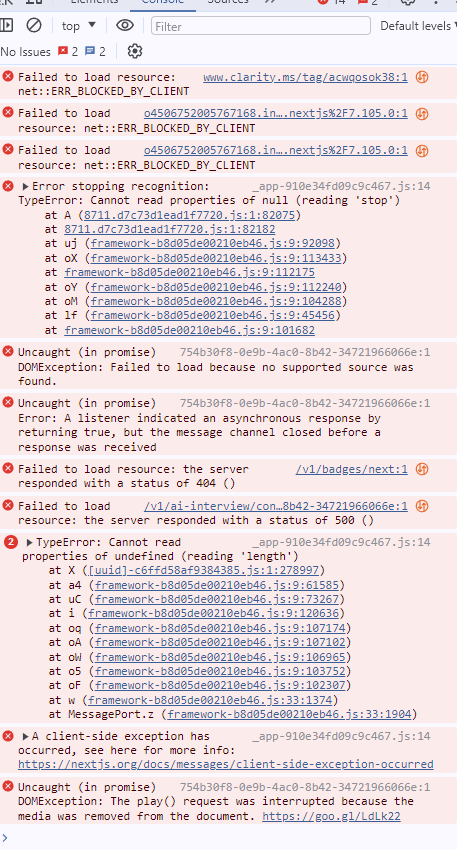 Elements Console Sources 14 2
top Filter Default levels
No Issues 2 2
Failed to load resource: www.clarity.ms/tag/acwqosok38:1
net::ERR_BLOCKED_BY_CLIENT
Failed to load o4506752005767168.in….nextjs%2F7.105.0:1
resource: net::ERR_BLOCKED_BY_CLIENT
Failed to load o4506752005767168.in….nextjs%2F7.105.0:1
resource: net::ERR_BLOCKED_BY_CLIENT
Error stopping recognition: _app-910e34fd09c9c467.js:14
TypeError: Cannot read properties of null (reading 'stop')
at A (8711.d7c73d1ead1f7720.js:1:82075)
at 8711.d7c73d1ead1f7720.js:1:82182
at uj (framework-b8d05de00210eb46.js:9:92098)
at oX (framework-b8d05de00210eb46.js:9:113433)
at framework-b8d05de00210eb46.js:9:112175
at oY (framework-b8d05de00210eb46.js:9:112240)
at oM (framework-b8d05de00210eb46.js:9:104288)
at lf (framework-b8d05de00210eb46.js:9:45456)
at framework-b8d05de00210eb46.js:9:101682
Uncaught (in promise) 754b30f8-0e9b-4ac0-8b42-34721966066e:1
DOMException: Failed to load because no supported source was
found.
Uncaught (in promise) 754b30f8-0e9b-4ac0-8b42-34721966066e:1
Error: A listener indicated an asynchronous response by
returning true, but the message channel closed before a
response was received
Failed to load resource: the server /v1/badges/next:1
responded with a status of 404 ()
Failed to load /v1/ai-interview/con…8b42-34721966066e:1
resource: the server responded with a status of 500 ()
2 TypeError: Cannot read _app-910e34fd09c9c467.js:14
properties of undefined (reading 'length')
at X ([uuid]-c6ffd58af9384385.js:1:278997)
at a4 (framework-b8d05de00210eb46.js:9:61585)
at uC (framework-b8d05de00210eb46.js:9:73267)
at i (framework-b8d05de00210eb46.js:9:120636)
at oq (framework-b8d05de00210eb46.js:9:107174)
at oA (framework-b8d05de00210eb46.js:9:107102)
at oW (framework-b8d05de00210eb46.js:9:106965)
at o5 (framework-b8d05de00210eb46.js:9:103752)
at oF (framework-b8d05de00210eb46.js:9:102307)
at w (framework-b8d05de00210eb46.js:33:1374)
at MessagePort.z (framework-b8d05de00210eb46.js:33:1904)
A client-side exception has _app-910e34fd09c9c467.js:14
occurred, see here for more info:
https://nextjs.org/docs/messages/client-side-exception-occurred
Uncaught (in promise) 754b30f8-0e9b-4ac0-8b42-34721966066e:1
DOMException: The play() request was interrupted because the
media was removed from the document. https://goo.gl/LdLk22